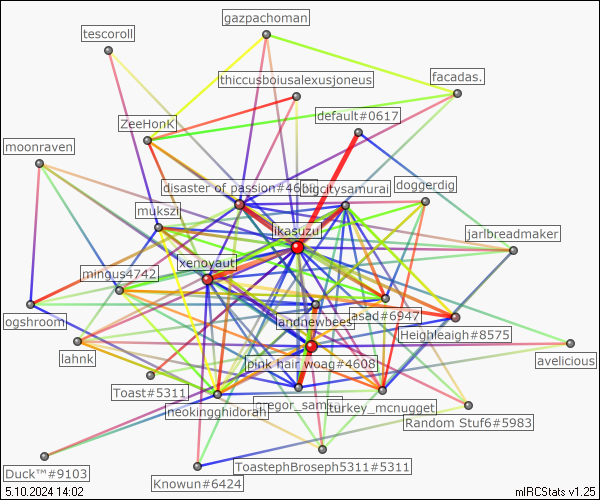 gazpachoman
tescoroll
facadas.
thiccusboiusalexusjoneus
default#0617
ZeeHonK
moonraven
disaster of passion#46
bigcitysamurai
doggerdig
mukszi
likasuzu
jarlbreadmaker
xenoyaut
mingus4742
asad#6947
andnewbees
ogshroom
Heighleaigh#8575
lahnk
pink hair woag#4608
avelicious
Toast#5311
gregor_samsa
turkey_mcnugget
neokingghidorah
Random Stuf6#5983
ToastephBroseph5311#5311
Duck™#9103
Knowun#6424
5.10.2024 14:02
mIRCStats v1.25